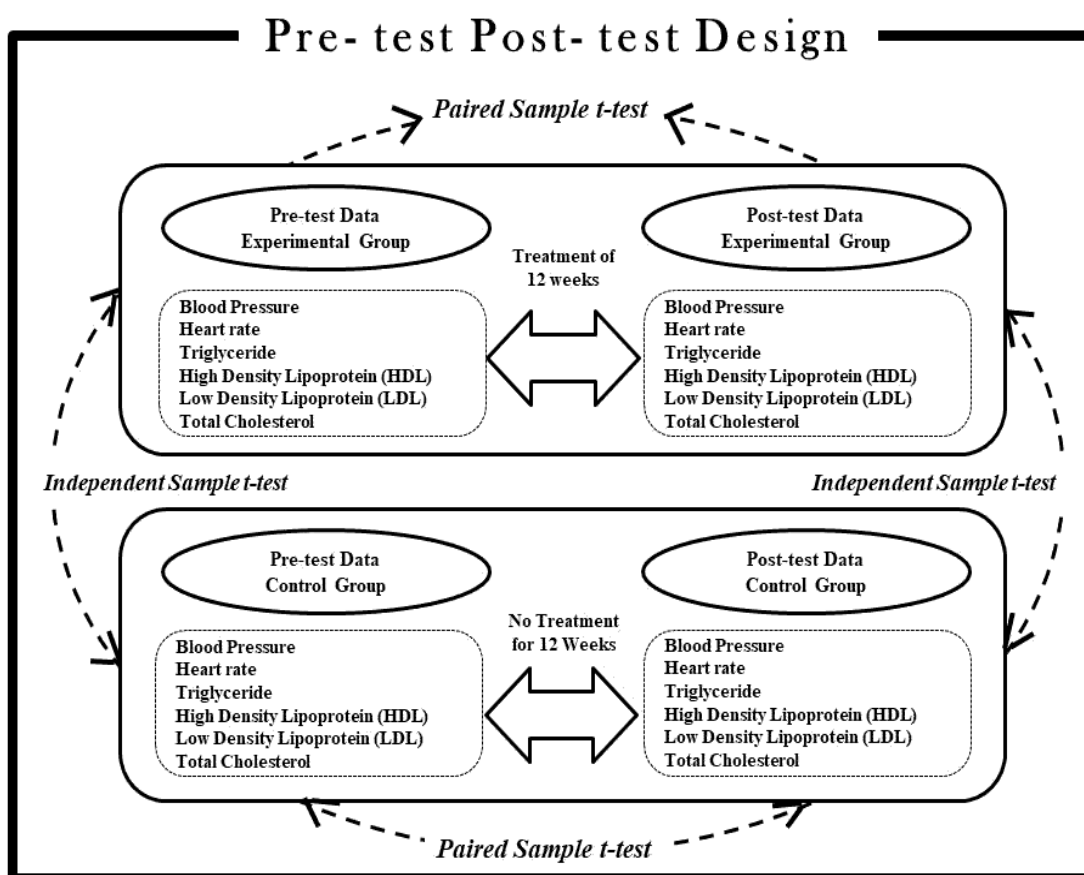 Pre- test Post- test Design
Paired Sample t-test
Pre-test Data
Experimental Group
Post-test Data
Experimental Group
Treatment of
12 weeks
Blood Pressure
Heart rate
Triglyceride
High Density Lipoprotein (HDL)
Low Density Lipoprotein (LDL)
Total Cholesterol
Blood Pressure
Heart rate
Triglyceride
High Density Lipoprotein (HDL)
Low Density Lipoprotein (LDL)
Total Cholesterol
Independent Sample t-test
Independent Sample t-test
Pre-test Data
Control Group
Post-test Data
Control Group
No Treatment
for 12 Weeks
Blood Pressure
Heart rate
Triglyceride
High Density Lipoprotein (HDL)
Low Density Lipoprotein (LDL)
Total Cholesterol
Blood Pressure
Heart rate
Triglyceride
High Density Lipoprotein (HDL)
Low Density Lipoprotein (LDL)
Total Cholesterol
Paired Sample t-test